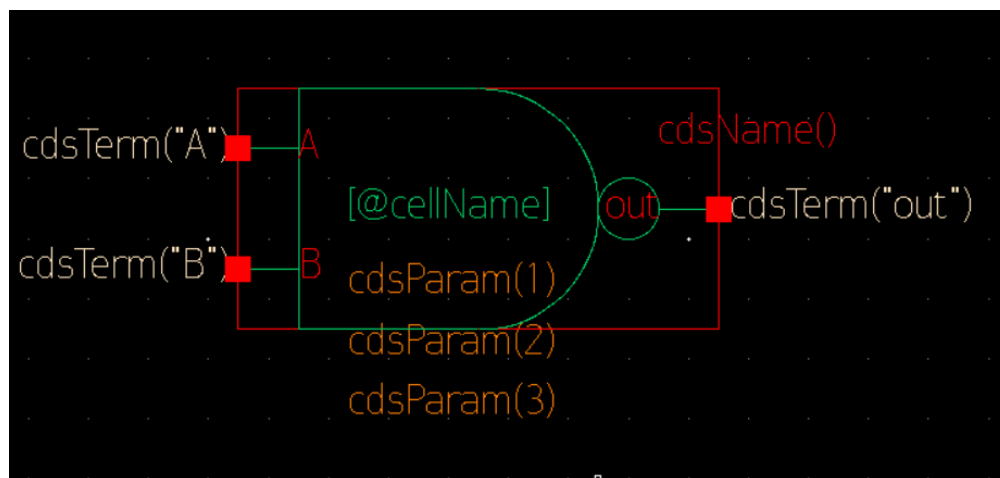 cdsTerm("A")
A
cdsName()
[@cellName]
out
cdsTerm("out")
cdsTerm("B")
B
cdsParam(1)
cdsParam(2)
cdsParam(3)